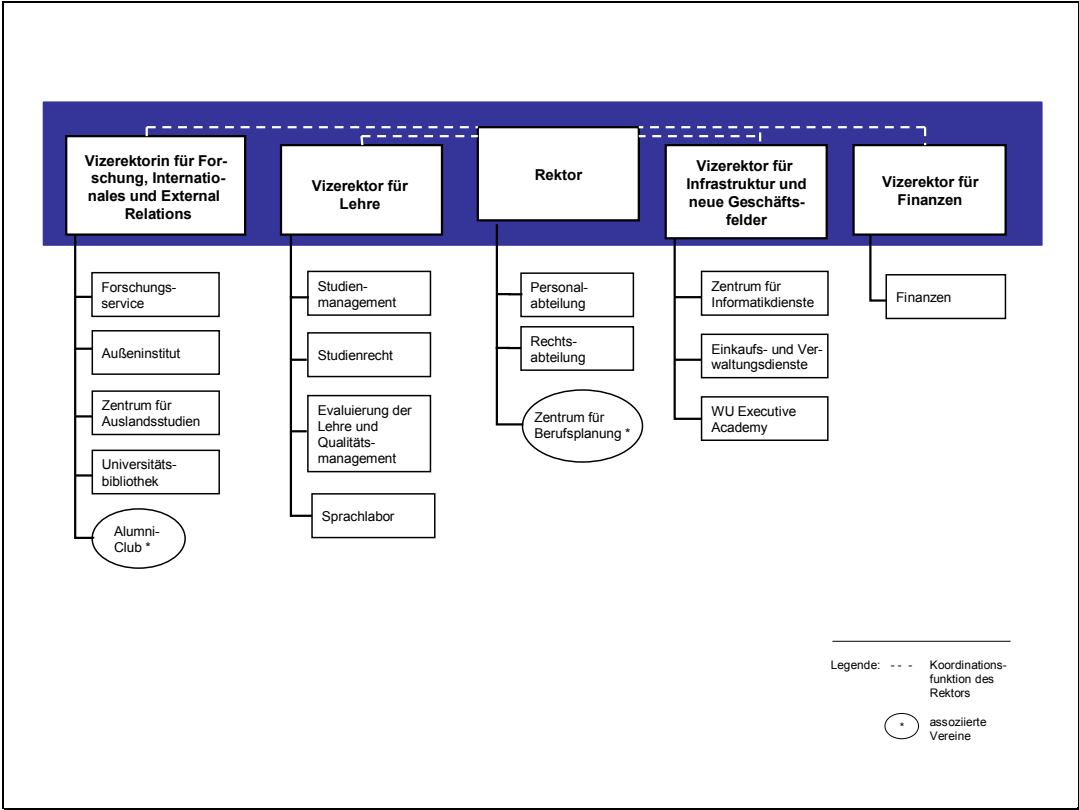 Vizerektorin für For-
schung, Internatio-
nales und External
Relations
Vizerektor für
Lehre
Rektor
Vizerektor für
Infrastruktur und
neue Geschäfts-
felder
Vizerektor für
Finanzen
Forschungs-
service
Außeninstitut
Zentrum für
Auslandsstudien
Universitäts-
bibliothek
Alumni-
Club *
Studien-
management
Studienrecht
Evaluierung der
Lehre und
Qualitäts-
management
Sprachlabor
Personal-
abteilung
Rechts-
abteilung
Zentrum für
Berufsplanung *
Zentrum für
Informatikdienste
Einkaufs- und Ver-
waltungsdienste
WU Executive
Academy
Finanzen
Legende: - - - Koordinations-
funktion des
Rektors
* assoziierte
Vereine